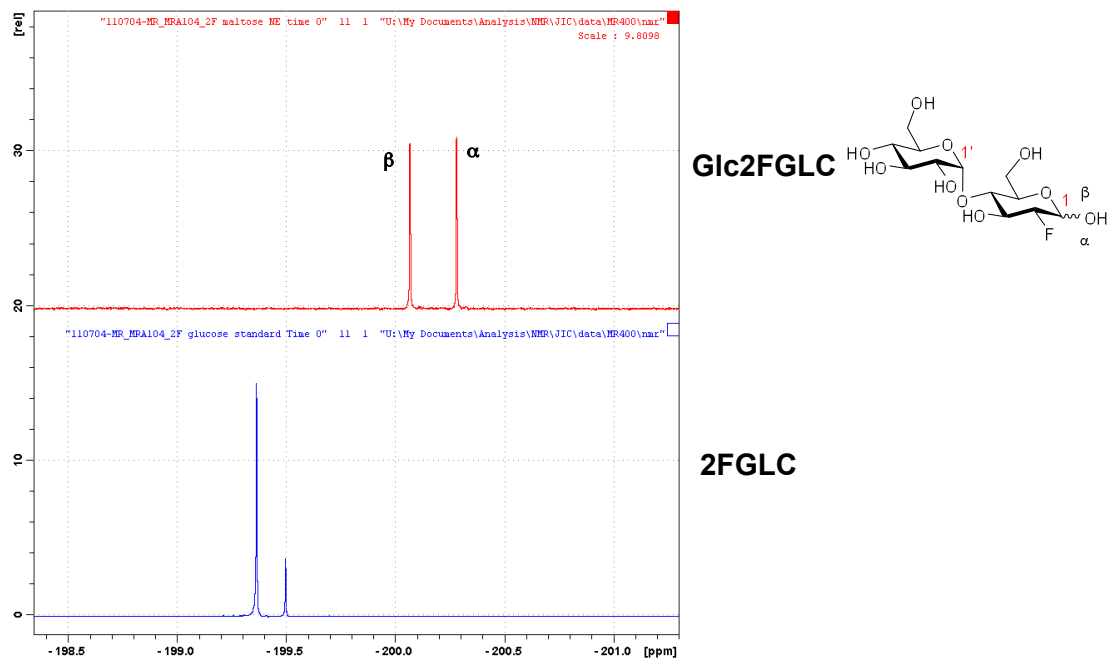 [rel]
"110704-MR_MRA104_2F maltose NE time 0" 11 1 "U:\My Documents\Analysis\NMR\JIC\data\MR400\nmr"
Scale : 9.8098
β
α
30
20
Glc2FGLC
OH
O
1'
HO
HO
HO
OH
O
O
1
β
HO
OH
F
α
"110704-MR_MRA104_2F glucose standard Time 0" 11 1 "U:\My Documents\Analysis\NMR\JIC\data\MR400\nmr"
10
0
2FGLC
-198.5 -199.0 -199.5 -200.0 -200.5 -201.0 [ppm]